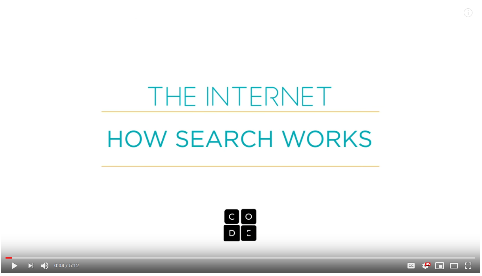 THE INTERNET
HOW SEARCH WORKS
C O
D E